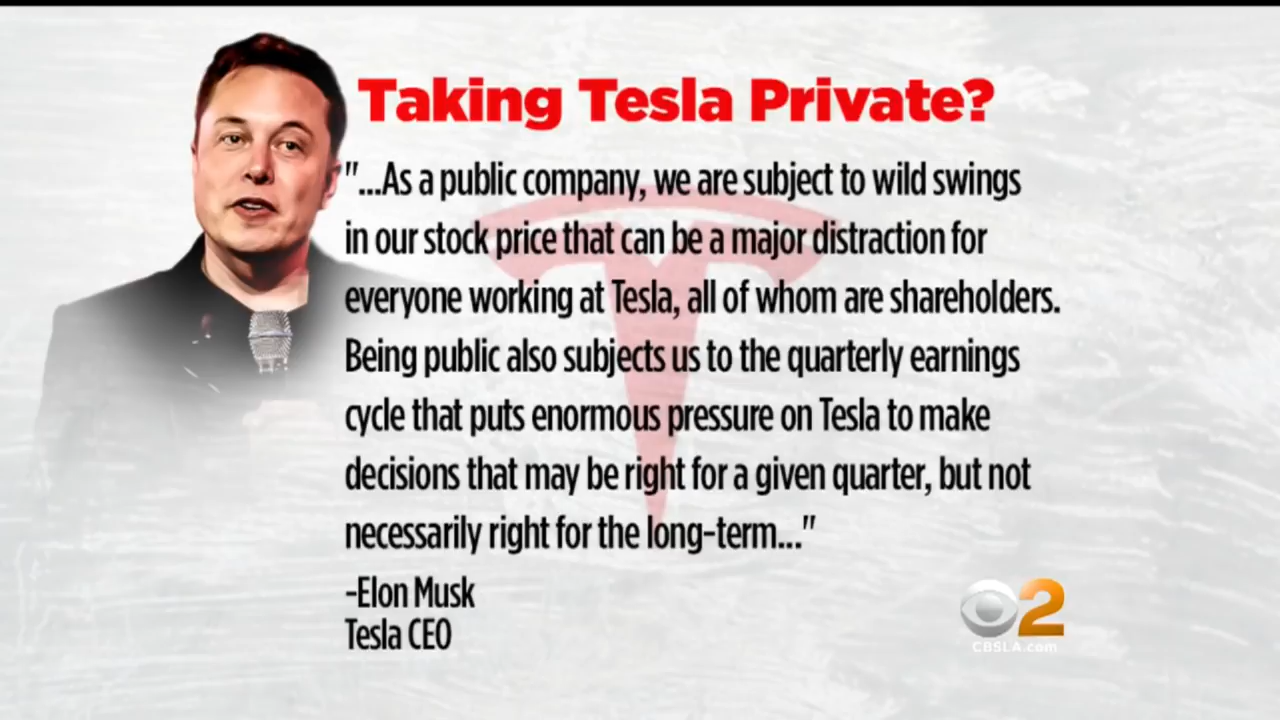 Taking Tesla Private?
"...As a public company, we are subject to wild swings
in our stock price that can be a major distraction for
everyone working at Tesla, all of whom are shareholders.
Being public also subjects us to the quarterly earnings
cycle that puts enormous pressure on Tesla to make
decisions that may be right for a given quarter, but not
necessarily right for the long-term..."
-Elon Musk
Tesla CEO
2
CBSLA.com